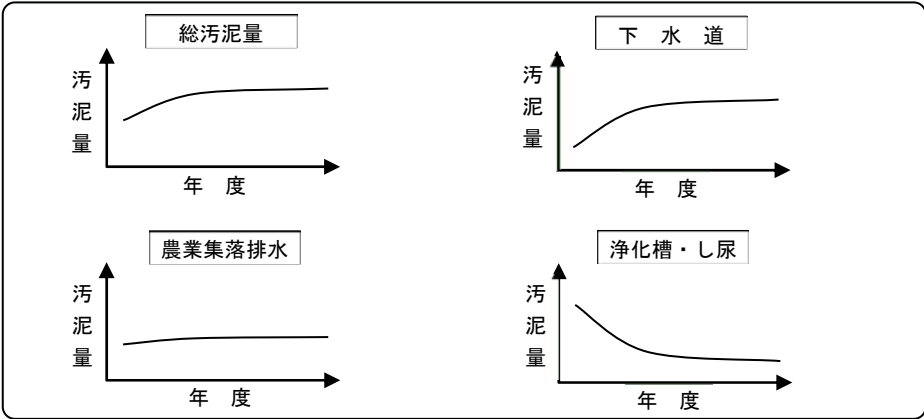 総汚泥量
汚泥量
年 度
下 水 道
汚泥量
年 度
農業集落排水
汚泥量
年 度
浄化槽・し尿
汚泥量
年 度